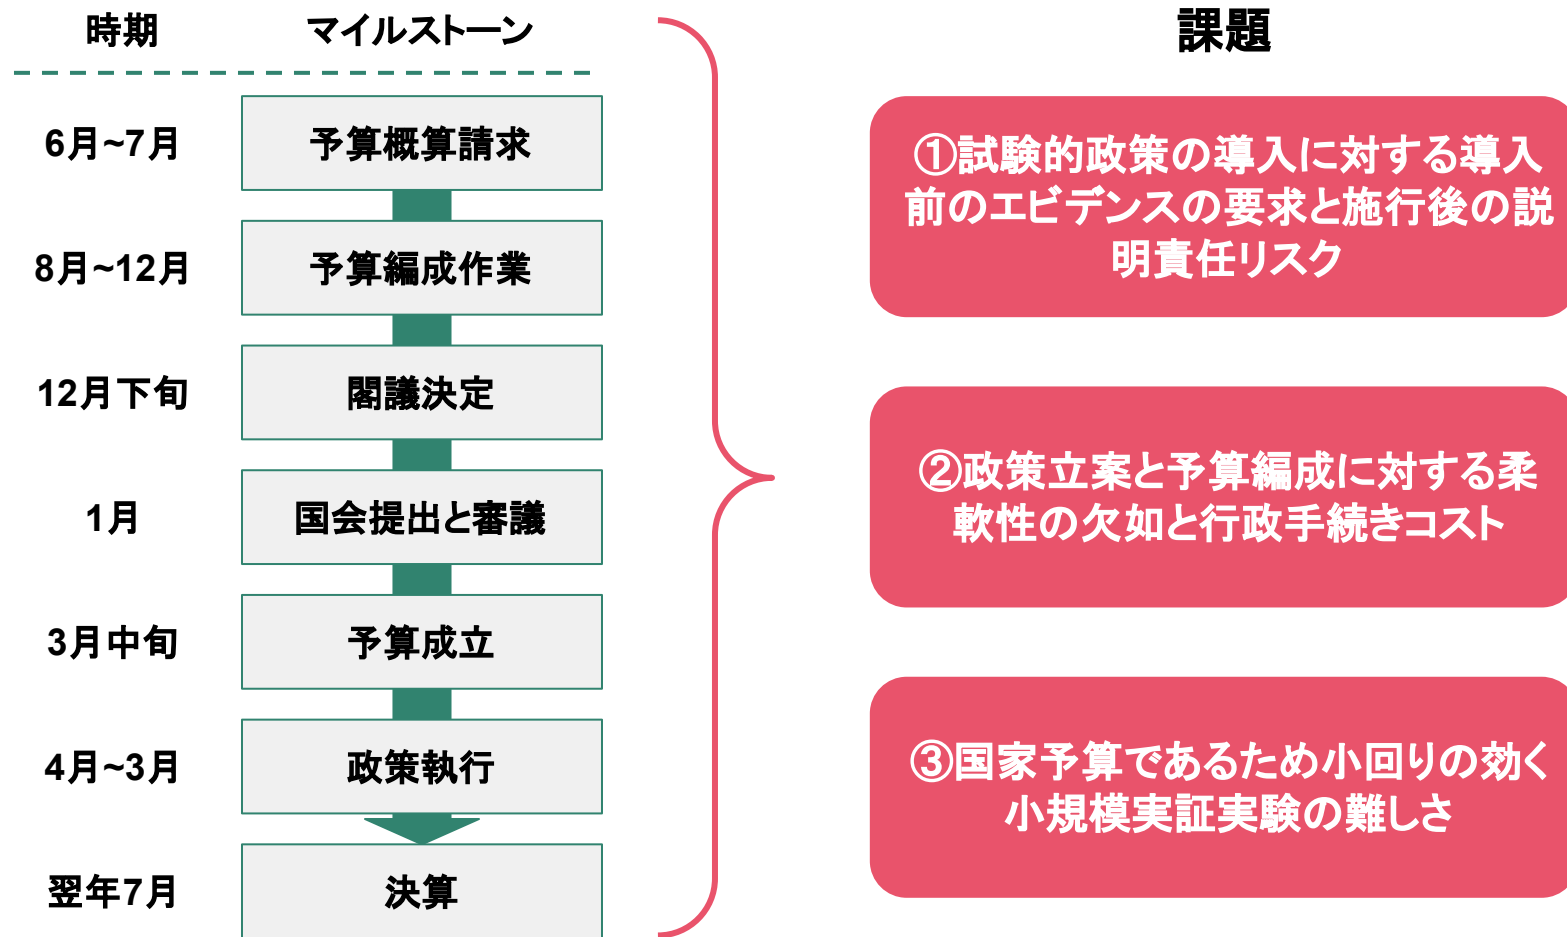 時期 マイルストーン
6月~7月 予算概算請求
8月~12月 予算編成作業
12月下旬 閣議決定
1月 国会提出と審議
3月中旬 予算成立
4月~3月 政策執行
翌年7月 決算
課題
①試験的政策の導入に対する導入
前のエビデンスの要求と施行後の説
明責任リスク
②政策立案と予算編成に対する柔
軟性の欠如と行政手続きコスト
③国家予算であるため小回りの効く
小規模実証実験の難しさ